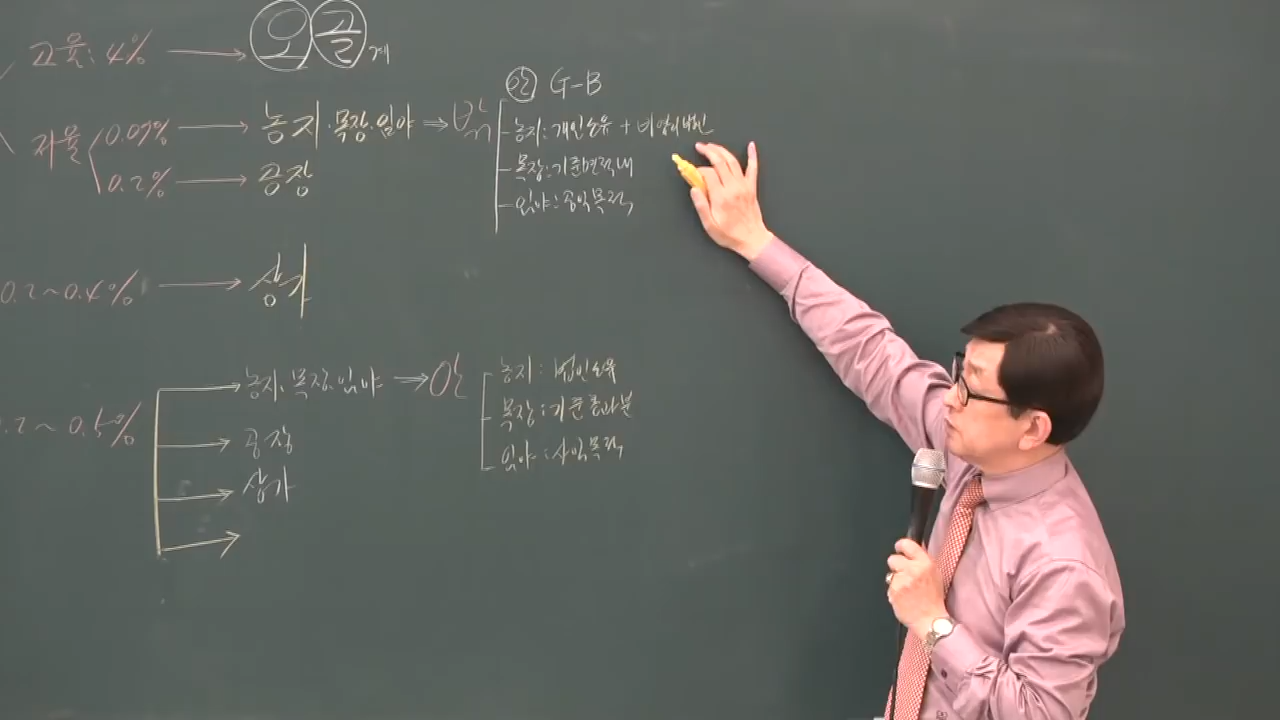 고율: 4% → 오골계
안 G-B
저율 0.07% → 농지·목장·임야 ⇒ 밖 농지: 개인소유 + 비영리법인
0.2% → 공장
목장: 기준면적내
임야: 공익목적
0.2~0.4% → 상가
0.2~0.5% → 농지, 목장, 임야 ⇒ 안 농지: 법인소유
목장: 기준초과분
임야: 사익목적
공장
상가